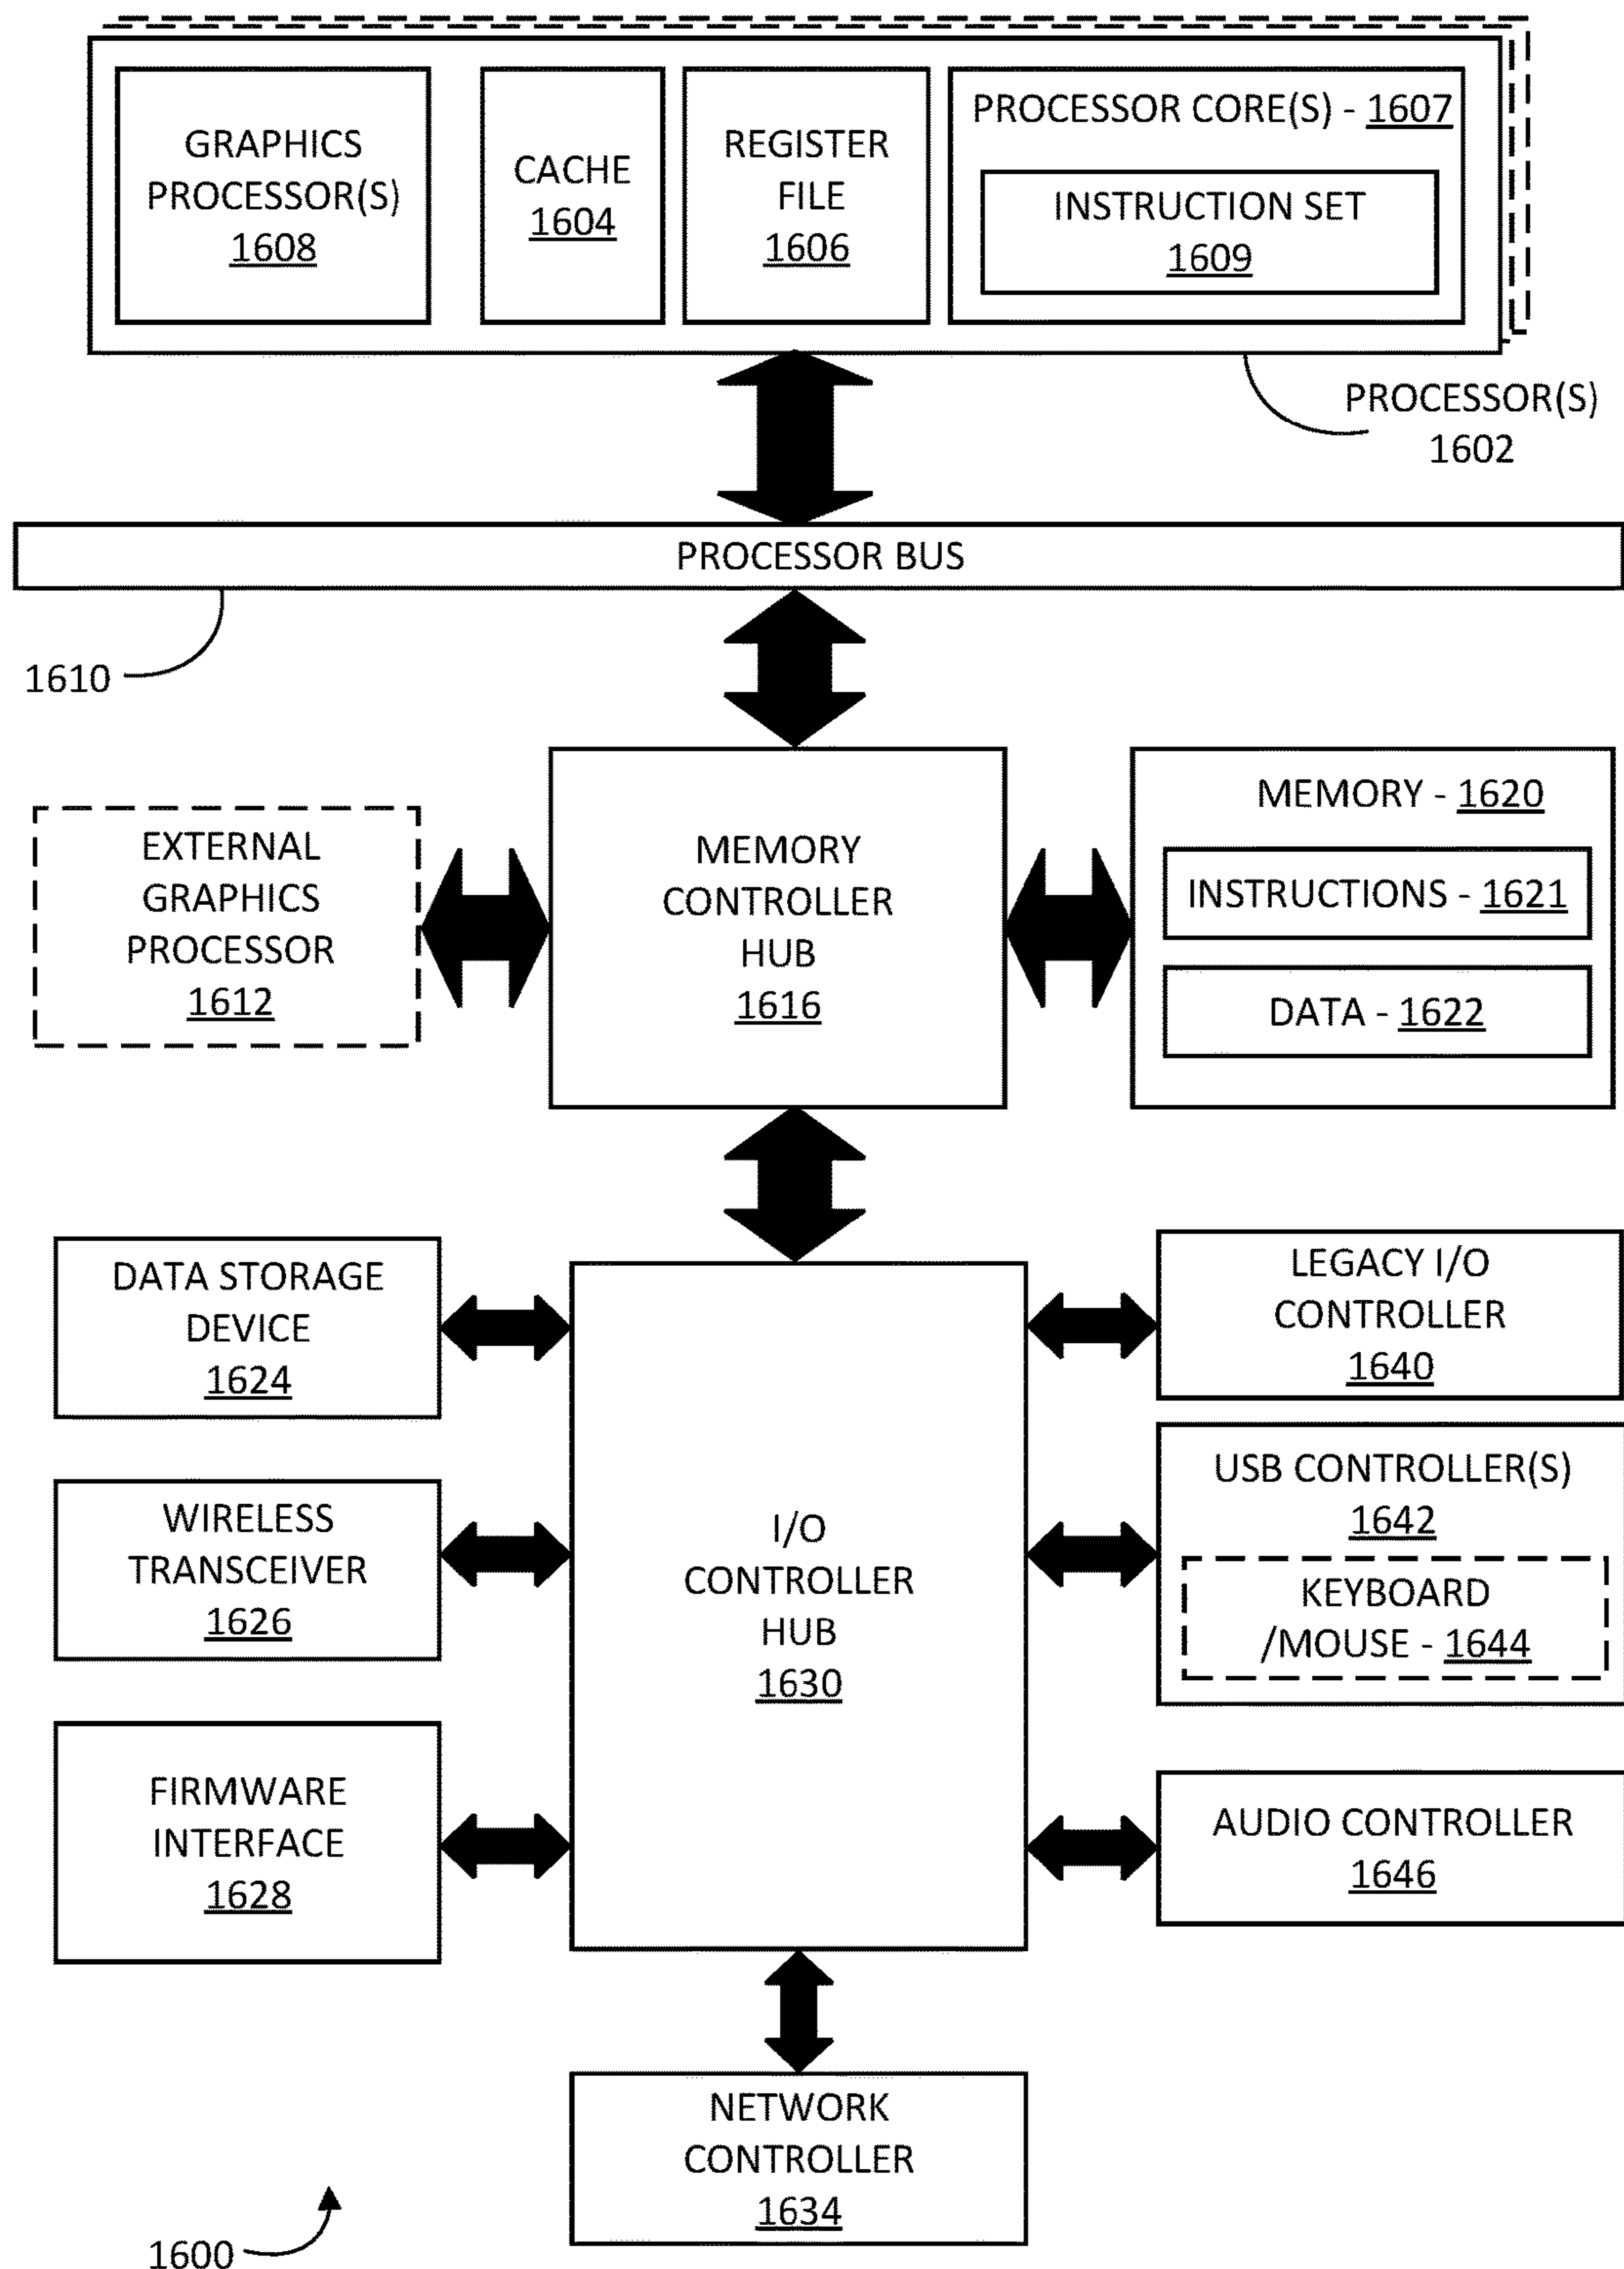 GRAPHICS
PROCESSOR(S)
1608
CACHE
1604
REGISTER
FILE
1606
PROCESSOR CORE(S) - 1607
INSTRUCTION SET
1609
PROCESSOR(S)
1602
PROCESSOR BUS
1610
EXTERNAL
GRAPHICS
PROCESSOR
1612
MEMORY
CONTROLLER
HUB
1616
MEMORY - 1620
INSTRUCTIONS - 1621
DATA - 1622
DATA STORAGE
DEVICE
1624
WIRELESS
TRANSCEIVER
1626
FIRMWARE
INTERFACE
1628
I/O
CONTROLLER
HUB
1630
LEGACY I/O
CONTROLLER
1640
USB CONTROLLER(S)
1642
KEYBOARD
/MOUSE - 1644
AUDIO CONTROLLER
1646
NETWORK
CONTROLLER
1634
1600